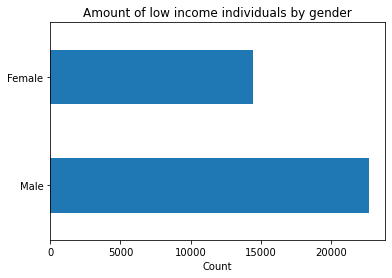 Amount of low income individuals by gender
Female
Male
0 5000 10000 15000 20000
Count